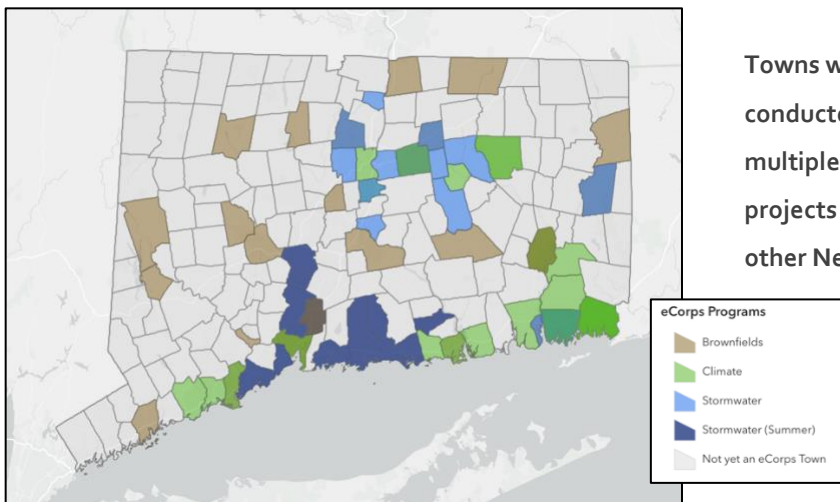 Towns w
conducte
multiple
projects
other Ne
eCorps Programs
Brownfields
Climate
Stormwater
Stormwater (Summer)
Not yet an eCorps Town